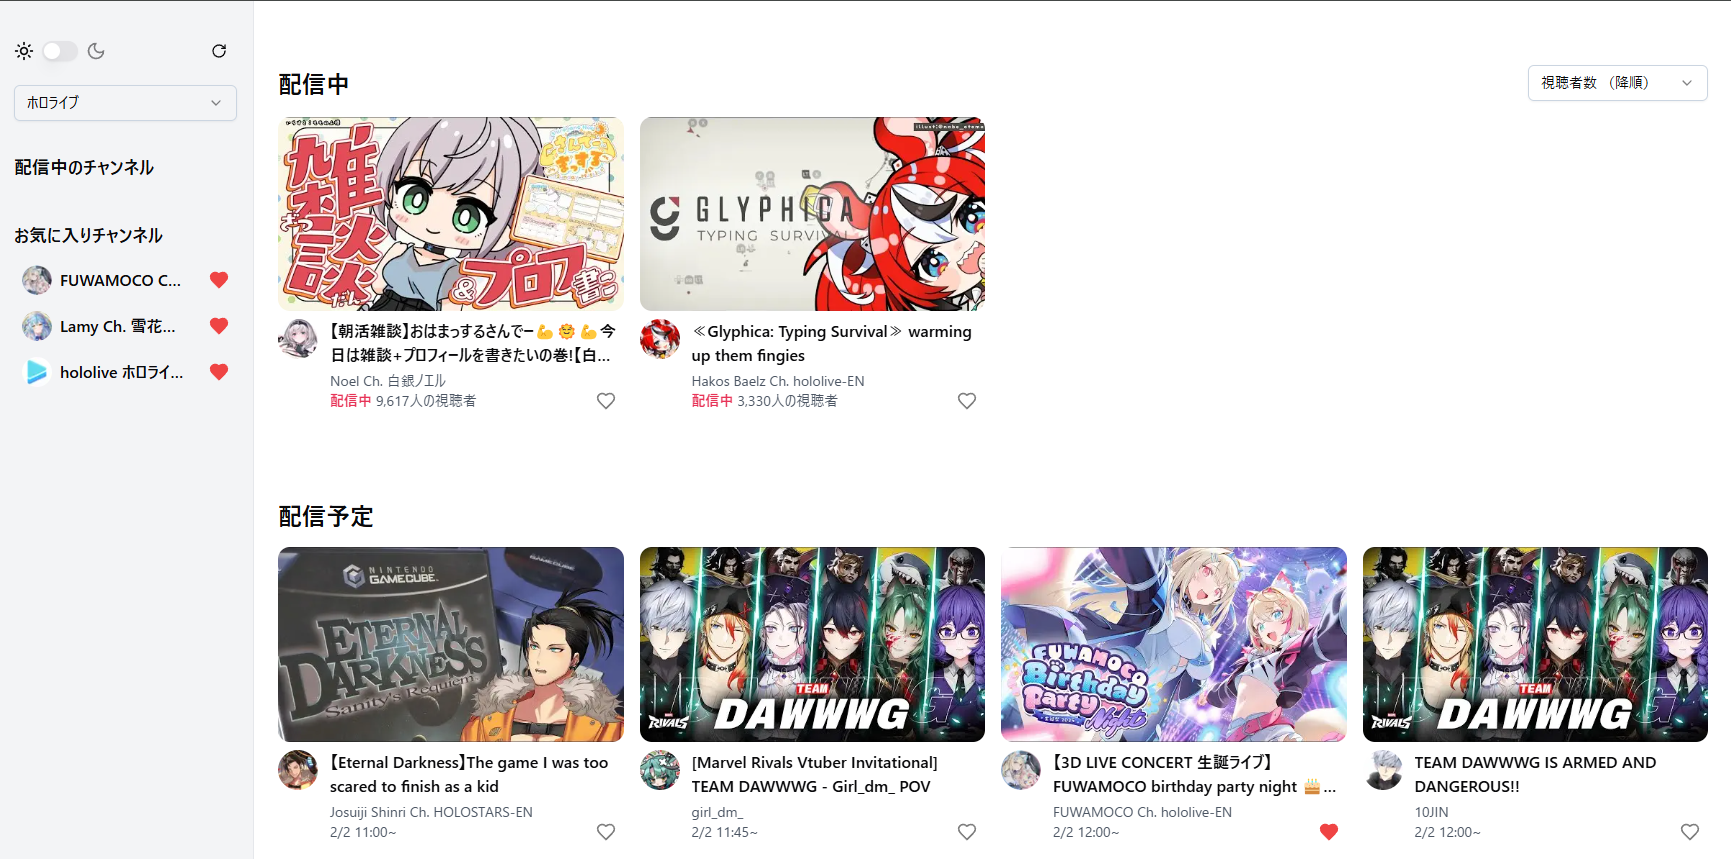 ホロライブ
配信中のチャンネル
お気に入りチャンネル
FUWAMOCO C...
Lamy Ch. 雪花...
hololive ホロライ...
配信中
視聴者数 （降順）
雑談
だん
&プロフ書こ
illust:@nabe_otama
GLYPHICA
TYPING SURVIVAL
【朝活雑談】おはまっするさんでー💪🌞💪今
日は雑談+プロフィールを書きたいの巻!【白...
Noel Ch. 白銀ノエル
配信中 9,617人の視聴者
≪Glyphica: Typing Survival≫ warming
up them fingies
Hakos Baelz Ch. hololive-EN
配信中 3,330人の視聴者
配信予定
NINTENDO
GAMECUBE
ETERNAL
DARKNESS
Sanity's Requiem
TEAM
DAWWWG
RIVALS
FUWAMOCO
Birthday
Party
Night
TEAM
DAWWWG
RIVALS
【Eternal Darkness】The game I was too
scared to finish as a kid
Josuiji Shinri Ch. HOLOSTARS-EN
2/2 11:00~
[Marvel Rivals Vtuber Invitational]
TEAM DAWWWG - Girl_dm_ POV
girl_dm_
2/2 11:45~
【3D LIVE CONCERT 生誕ライブ】
FUWAMOCO birthday party night 🎂...
FUWAMOCO Ch. hololive-EN
2/2 12:00~
TEAM DAWWWG IS ARMED AND
DANGEROUS!!
10JIN
2/2 12:00~